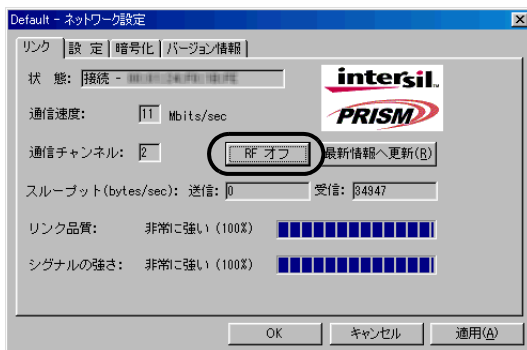 Default - ネットワーク設定
リンク 設 定 暗号化 バージョン情報
状 態: 接続 -
intersil
PRISM
通信速度: 11 Mbits/sec
通信チャンネル: 2 RF オフ 最新情報へ更新(R)
スループット(bytes/sec): 送信: 0 受信: 34947
リンク品質: 非常に強い (100%)
シグナルの強さ: 非常に強い (100%)
OK キャンセル 適用(A)